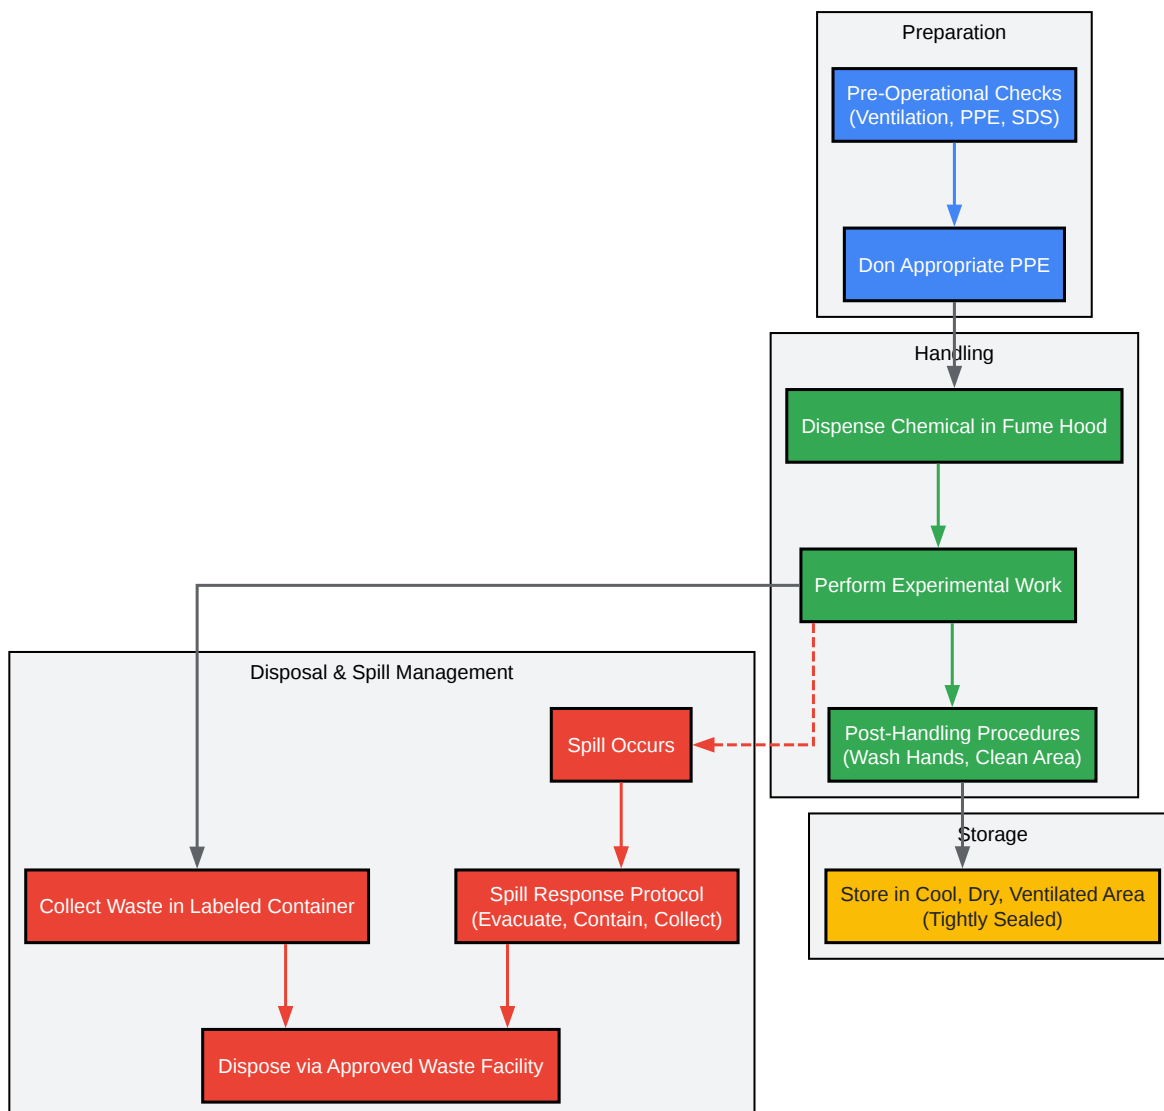 Preparation
Pre-Operational Checks
(Ventilation, PPE, SDS)
Don Appropriate PPE
Handling
Dispense Chemical in Fume Hood
Perform Experimental Work
Post-Handling Procedures
(Wash Hands, Clean Area)
Disposal & Spill Management
Spill Occurs
Collect Waste in Labeled Container
Spill Response Protocol
(Evacuate, Contain, Collect)
Dispose via Approved Waste Facility
Storage
Store in Cool, Dry, Ventilated Area
(Tightly Sealed)